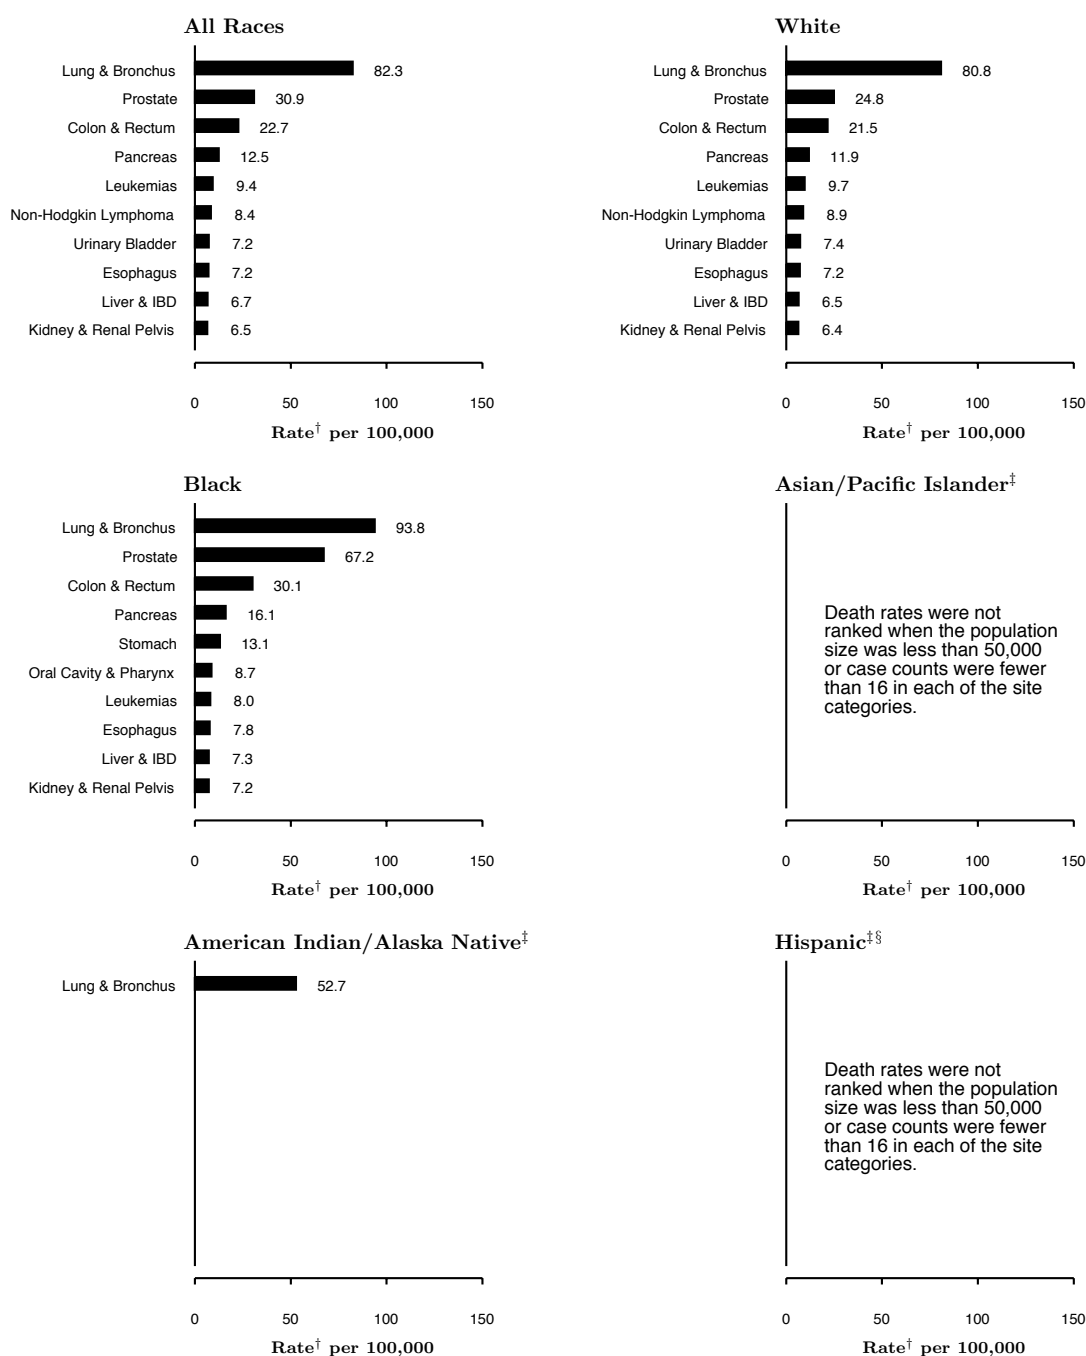 All Races
Lung & Bronchus 82.3
Prostate 30.9
Colon & Rectum 22.7
Pancreas 12.5
Leukemias 9.4
Non-Hodgkin Lymphoma 8.4
Urinary Bladder 7.2
Esophagus 7.2
Liver & IBD 6.7
Kidney & Renal Pelvis 6.5
0 50 100 150
Rate† per 100,000
White
Lung & Bronchus 80.8
Prostate 24.8
Colon & Rectum 21.5
Pancreas 11.9
Leukemias 9.7
Non-Hodgkin Lymphoma 8.9
Urinary Bladder 7.4
Esophagus 7.2
Liver & IBD 6.5
Kidney & Renal Pelvis 6.4
0 50 100 150
Rate† per 100,000
Black
Lung & Bronchus 93.8
Prostate 67.2
Colon & Rectum 30.1
Pancreas 16.1
Stomach 13.1
Oral Cavity & Pharynx 8.7
Leukemias 8.0
Esophagus 7.8
Liver & IBD 7.3
Kidney & Renal Pelvis 7.2
0 50 100 150
Rate† per 100,000
Asian/Pacific Islander‡
Death rates were not
ranked when the population
size was less than 50,000
or case counts were fewer
than 16 in each of the site
categories.
0 50 100 150
Rate† per 100,000
American Indian/Alaska Native‡
Lung & Bronchus 52.7
0 50 100 150
Rate† per 100,000
Hispanic‡§
Death rates were not
ranked when the population
size was less than 50,000
or case counts were fewer
than 16 in each of the site
categories.
0 50 100 150
Rate† per 100,000